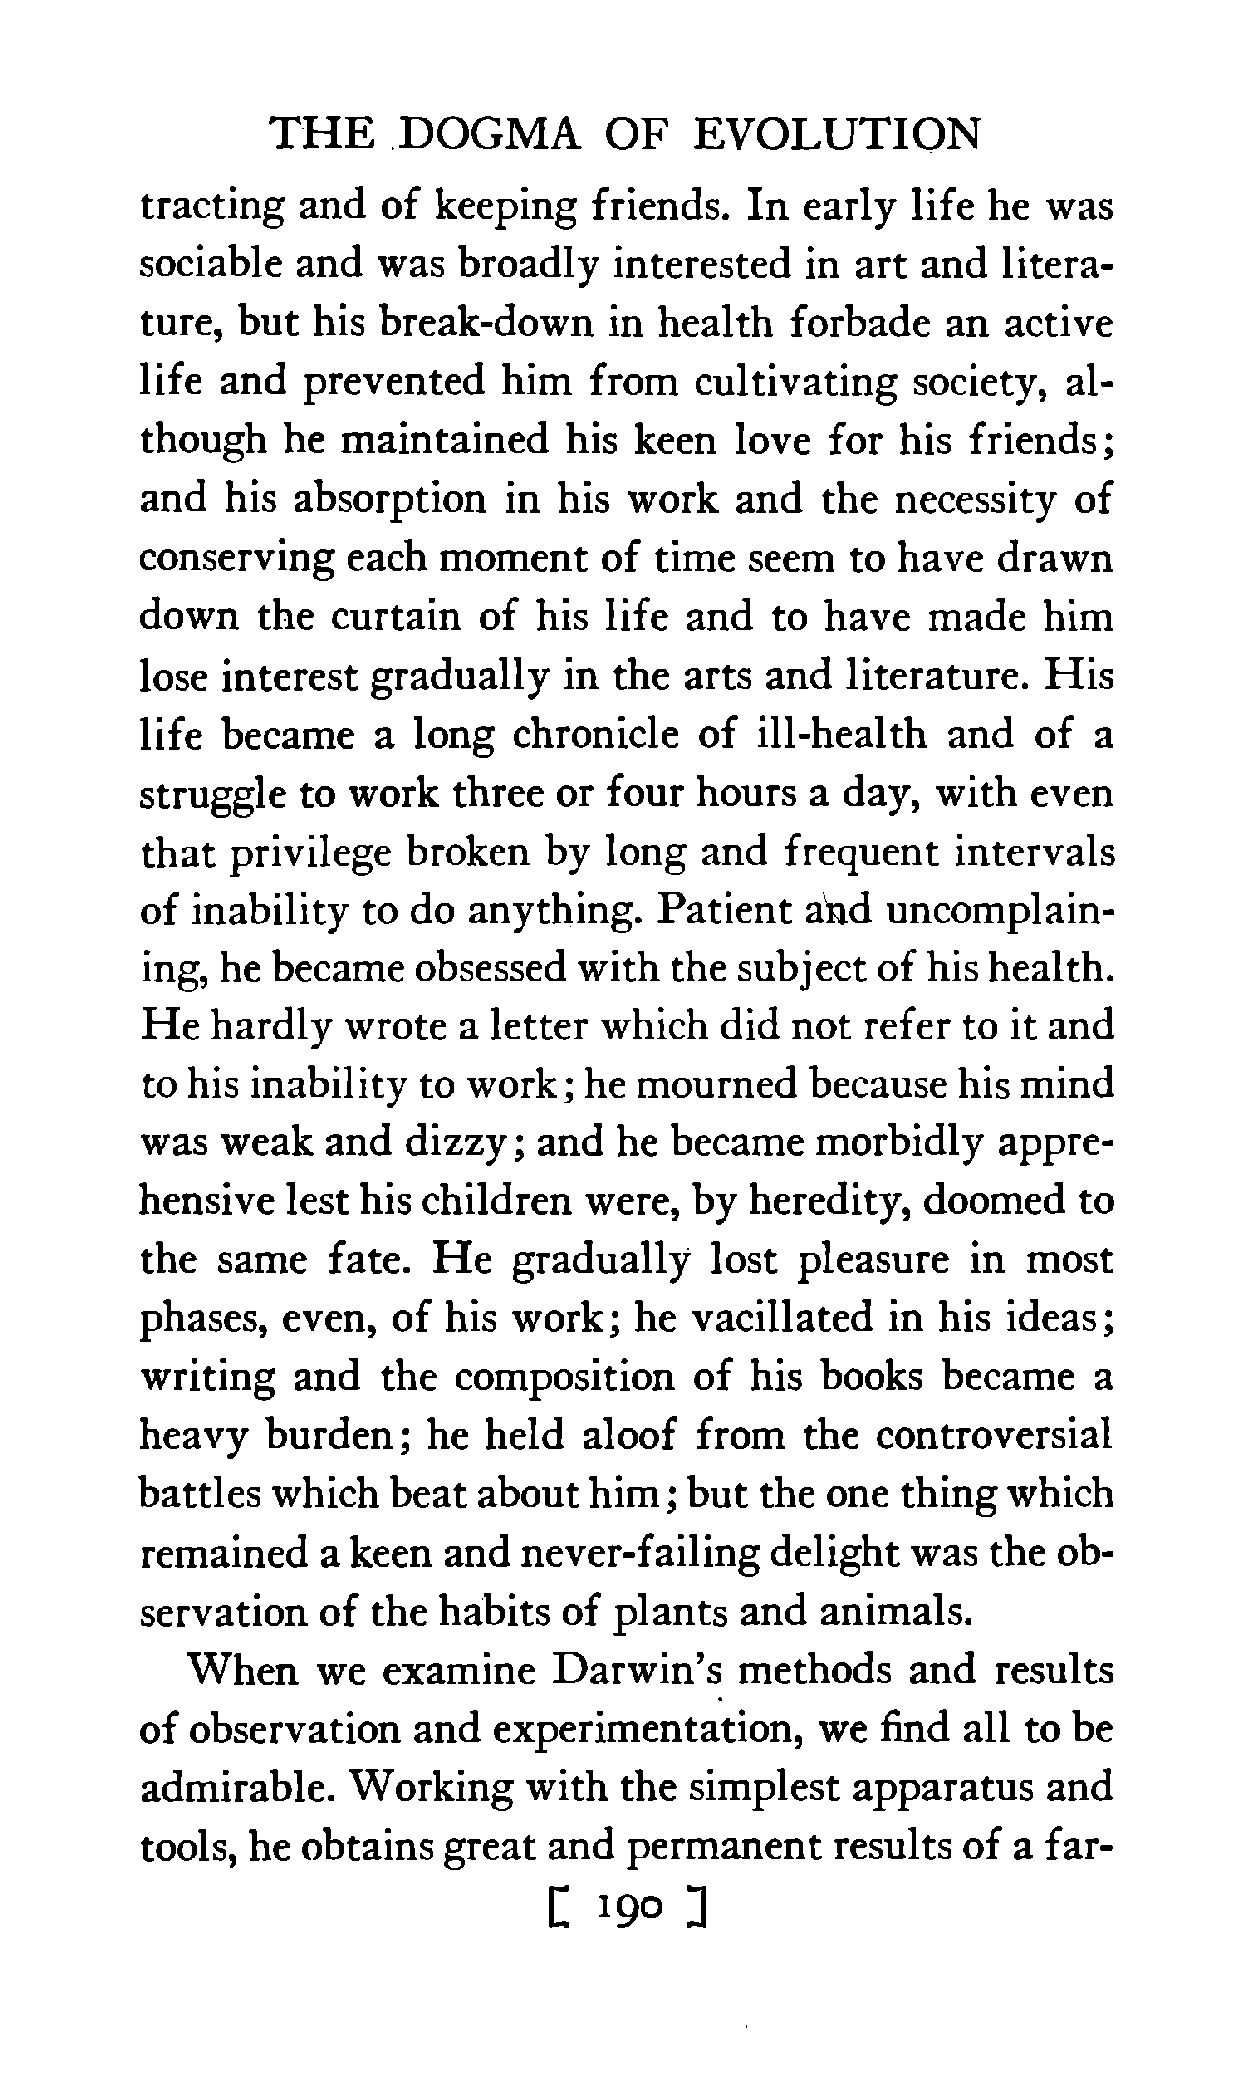 THE DOGMA OF EVOLUTION
tracting and of keeping friends. In early life he was
sociable and was broadly interested in art and litera-
ture, but his break-down in health forbade an active
life and prevented him from cultivating society, al-
though he maintained his keen love for his friends;
and his absorption in his work and the necessity of
conserving each moment of time seem to have drawn
down the curtain of his life and to have made him
lose interest gradually in the arts and literature. His
life became a long chronicle of ill-health and of a
struggle to work three or four hours a day, with even
that privilege broken by long and frequent intervals
of inability to do anything. Patient and uncomplain-
ing, he became obsessed with the subject of his health.
He hardly wrote a letter which did not refer to it and
to his inability to work; he mourned because his mind
was weak and dizzy; and he became morbidly appre-
hensive lest his children were, by heredity, doomed to
the same fate. He gradually lost pleasure in most
phases, even, of his work; he vacillated in his ideas;
writing and the composition of his books became a
heavy burden; he held aloof from the controversial
battles which beat about him; but the one thing which
remained a keen and never-failing delight was the ob-
servation of the habits of plants and animals.
When we examine Darwin's methods and results
of observation and experimentation, we find all to be
admirable. Working with the simplest apparatus and
tools, he obtains great and permanent results of a far-
[ 190 ]